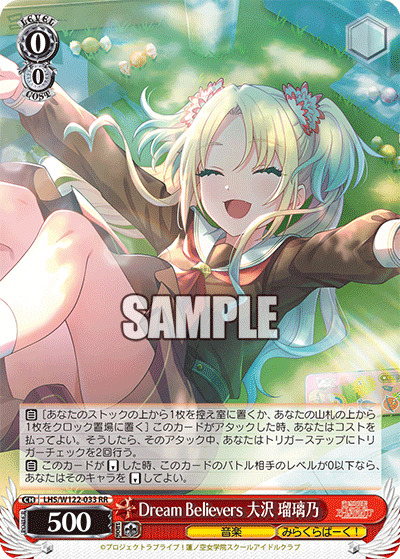 LEVEL
0
0
COST
SAMPLE
自［あなたのストックの上から1枚を控え室に置くか、あなたの山札の上から
1枚をクロック置場に置く］このカードがアタックした時、あなたはコストを
払ってよい。そうしたら、そのアタック中、あなたはトリガーステップにトリ
ガーチェックを2回行う。
自 このカードが した時、このカードのバトル相手のレベルが0以下なら、
あなたはそのキャラを してよい。
CH LHS/W122-033 RR
POWER
500
Dream Believers 大沢 瑠璃乃
音楽
みらくらぱーく！
©プロジェクトラブライブ！蓮ノ空女学院スクールアイドルクラブ